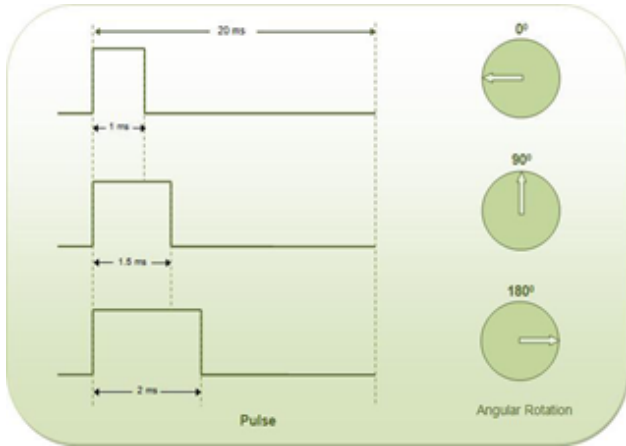 20 ms
0⁰
1 ms
90⁰
1.5 ms
180⁰
2 ms
Pulse
Angular Rotation